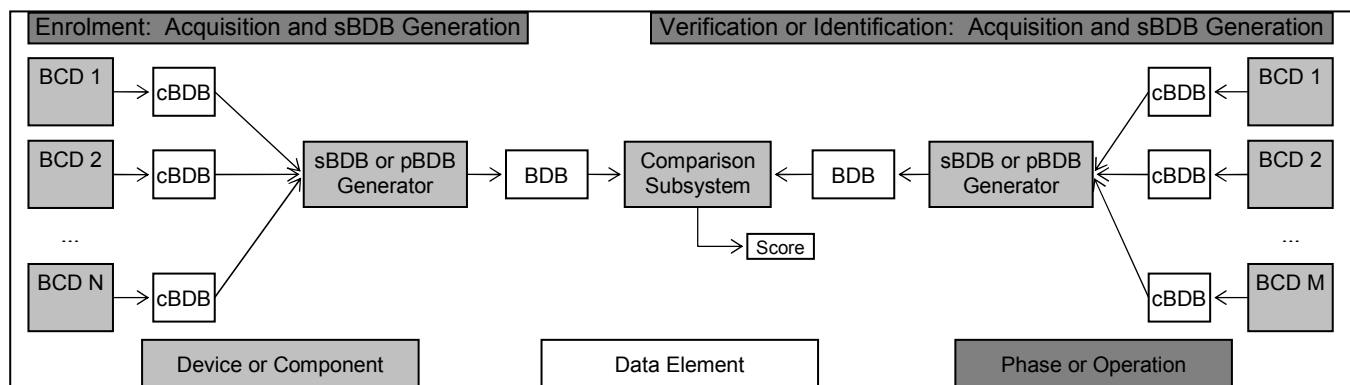 Enrolment: Acquisition and sBDB Generation
Verification or Identification: Acquisition and sBDB Generation
BCD 1
cBDB
BCD 2
cBDB
...
BCD N
cBDB
sBDB or pBDB
Generator
BDB
Comparison
Subsystem
Score
BDB
sBDB or pBDB
Generator
cBDB
BCD 1
cBDB
BCD 2
...
cBDB
BCD M
Device or Component
Data Element
Phase or Operation